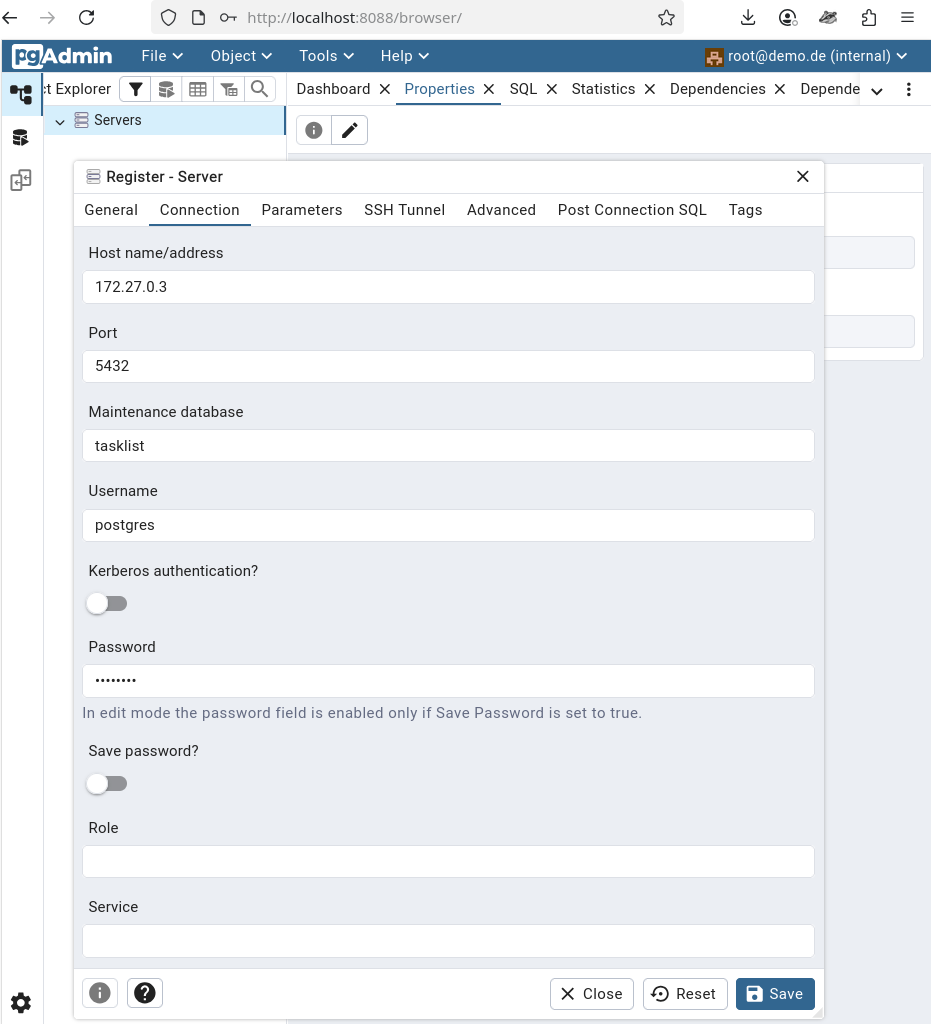 http://localhost:8088/browser/
pgAdmin File Object Tools Help root@demo.de (internal)
ct Explorer Dashboard Properties SQL Statistics Dependencies Depende
Servers
Register - Server
General Connection Parameters SSH Tunnel Advanced Post Connection SQL Tags
Host name/address
172.27.0.3
Port
5432
Maintenance database
tasklist
Username
postgres
Kerberos authentication?
Password
••••••••
In edit mode the password field is enabled only if Save Password is set to true.
Save password?
Role
Service
Close Reset Save